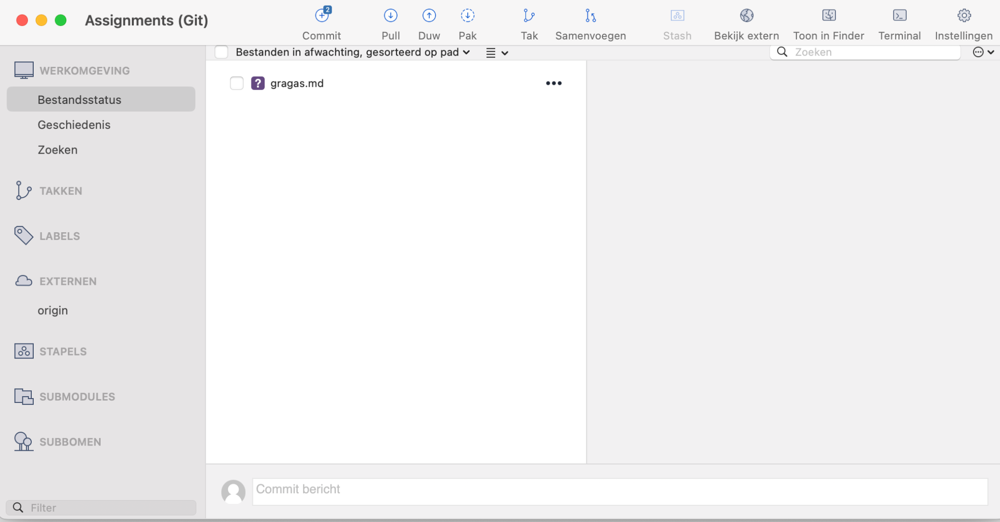 Assignments (Git)
2
Commit
Pull
Duw
Pak
Tak
Samenvoegen
Stash
Bekijk extern
Toon in Finder
Terminal
Instellingen
Bestanden in afwachting, gesorteerd op pad
Zoeken
WERKOMGEVING
Bestandsstatus
Geschiedenis
Zoeken
TAKKEN
LABELS
EXTERNEN
origin
STAPELS
SUBMODULES
SUBBOMEN
Filter
? gragas.md
Commit bericht